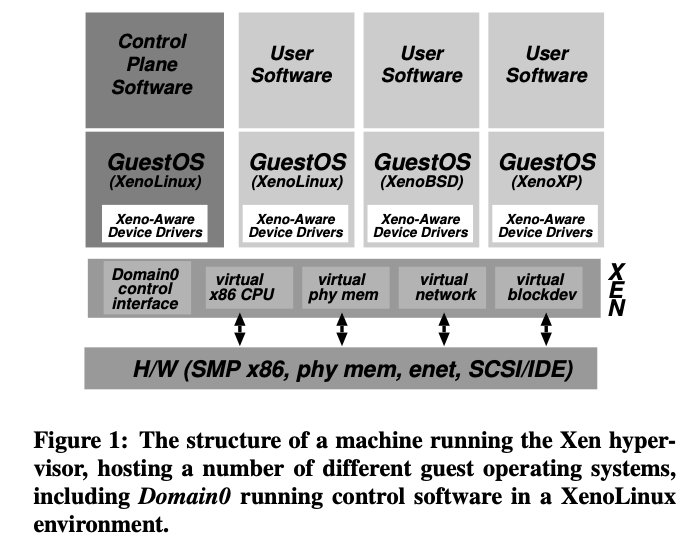 Control
Plane
Software
User
Software
User
Software
User
Software
GuestOS
(XenoLinux)
Xeno-Aware
Device Drivers
GuestOS
(XenoLinux)
Xeno-Aware
Device Drivers
GuestOS
(XenoBSD)
Xeno-Aware
Device Drivers
GuestOS
(XenoXP)
Xeno-Aware
Device Drivers
Domain0
control
interface
virtual
x86 CPU
virtual
phy mem
virtual
network
virtual
blockdev
X
E
N
H/W (SMP x86, phy mem, enet, SCSI/IDE)
Figure 1: The structure of a machine running the Xen hyper-
visor, hosting a number of different guest operating systems,
including Domain0 running control software in a XenoLinux
environment.